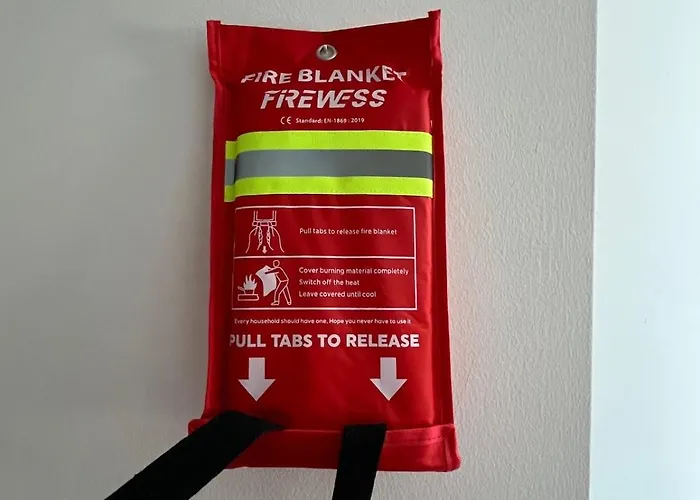 FIRE BLANKET
FIREWESS
CE Standard: EN-1869 : 2019
Pull tabs to release fire blanket
Cover burning material completely
Switch off the heat
Leave covered until cool
Every household should have one. Hope you never have to use it
PULL TABS TO RELEASE